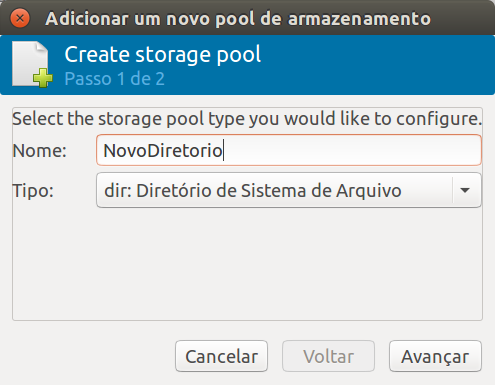 Adicionar um novo pool de armazenamento
Create storage pool
Passo 1 de 2
Select the storage pool type you would like to configure.
Nome: NovoDiretorio
Tipo: dir: Diretório de Sistema de Arquivo
Cancelar Voltar Avançar